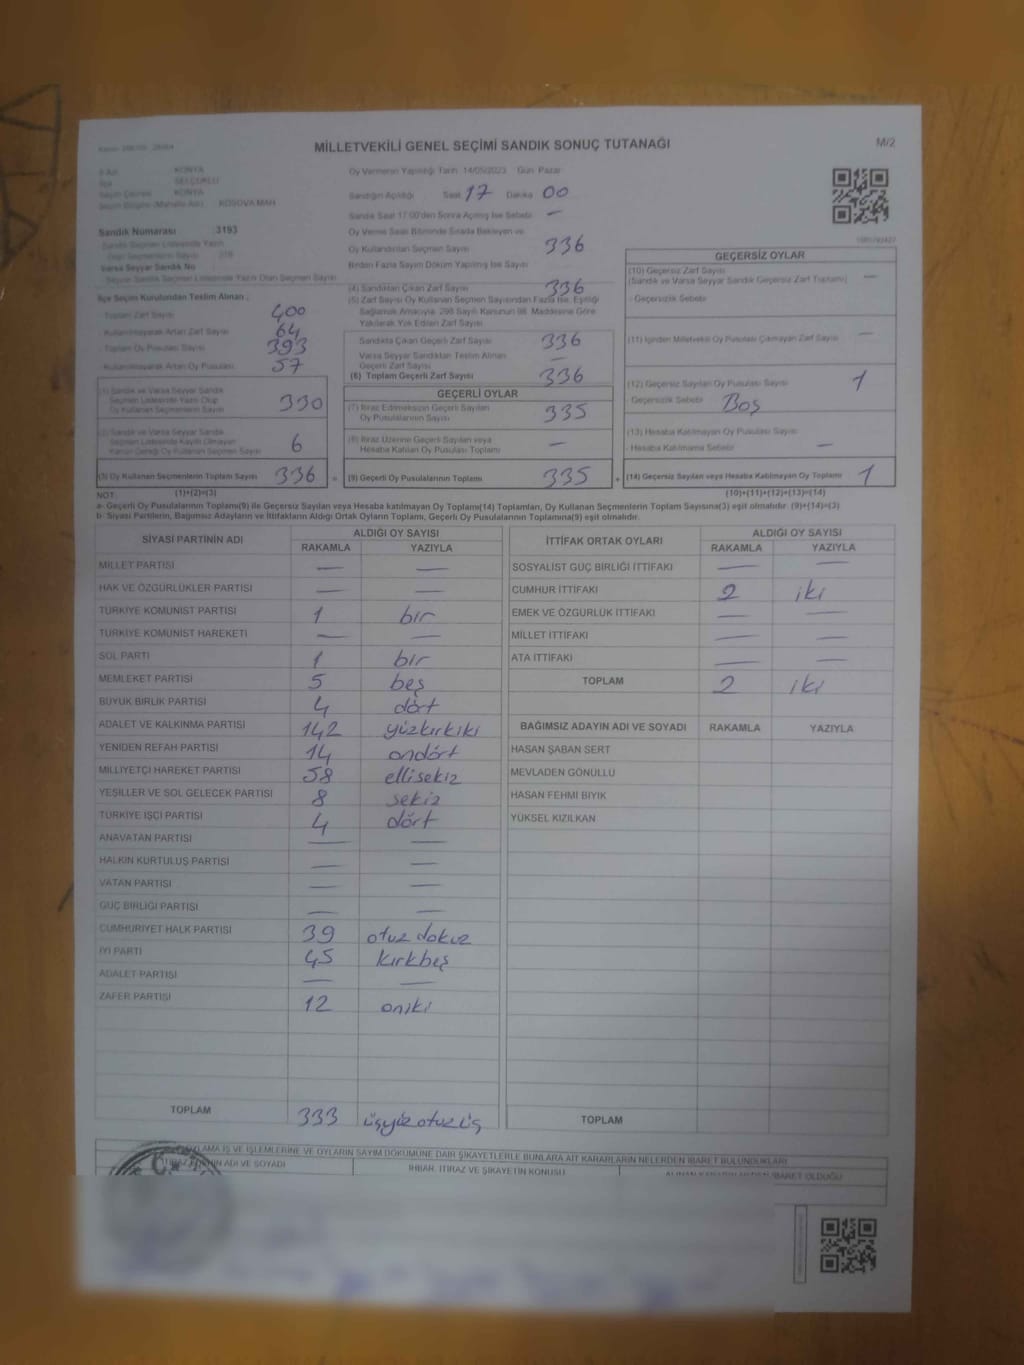 MİLLETVEKİLİ GENEL SEÇİMİ SANDIK SONUÇ TUTANAĞI
M/2
İl Adı KONYA
İlçe SELÇUKLU
Seçim Çevresi KONYA
Seçim Bölgesi (Mahalle Adı) KOSOVA MAH
Sandık Numarası 3193
Sandık Seçmen Listesinde Yazılı
Olan Seçmenlerin Sayısı
Varsa Seyyar Sandık No
Seyyar Sandık Seçmen Listesinde Yazılı Olan Seçmen Sayısı
İlçe Seçim Kurulundan Teslim Alınan ;
- Toplam Zarf Sayısı 400
- Kullanılmayarak Artan Zarf Sayısı 64
- Toplam Oy Pusulası Sayısı 393
- Kullanılmayarak Artan Oy Pusulası 57
(1) Sandık ve Varsa Seyyar Sandık
Seçmen Listesinde Yazılı Olup
Oy Kullanan Seçmenlerin Sayısı 330
(2) Sandık ve Varsa Seyyar Sandık
Seçmen Listesinde Kayıtlı Olmayan
Kanun Gereği Oy Kullanan Seçmen Sayısı 6
(3) Oy Kullanan Seçmenlerin Toplam Sayısı 336
Oy Vermenin Yapıldığı Tarih 14/05/2023 Gün Pazar
Sandığın Açıldığı Saat 17 Dakika 00
Sandık Saat 17:00'den Sonra Açılmış İse Sebebi —
Oy Verme Saati Bitiminde Sırada Bekleyen ve
Oy Kullandırılan Seçmen Sayısı 336
Birden Fazla Sayım Döküm Yapılmış İse Sayısı
(4) Sandıktan Çıkan Zarf Sayısı 336
(5) Zarf Sayısı Oy Kullanan Seçmen Sayısından Fazla İse, Eşitliği
Sağlamak Amacıyla, 298 Sayılı Kanunun 98. Maddesine Göre
Yakılarak Yok Edilen Zarf Sayısı
Sandıkta Çıkan Geçerli Zarf Sayısı 336
Varsa Seyyar Sandıktan Teslim Alınan
Geçerli Zarf Sayısı —
(6) Toplam Geçerli Zarf Sayısı 336
GEÇERLİ OYLAR
(7) İtiraz Edilmeksizin Geçerli Sayılan
Oy Pusulalarının Sayısı 335
(8) İtiraz Üzerine Geçerli Sayılan veya
Hesaba Katılan Oy Pusulası Toplamı —
= (9) Geçerli Oy Pusulalarının Toplamı 335
GEÇERSİZ OYLAR
(10) Geçersiz Zarf Sayısı
(Sandık ve Varsa Seyyar Sandık Geçersiz Zarf Toplamı) —
- Geçersizlik Sebebi
(11) İçinden Milletvekili Oy Pusulası Çıkmayan Zarf Sayısı —
(12) Geçersiz Sayılan Oy Pusulası Sayısı 1
- Geçersizlik Sebebi Boş
(13) Hesaba Katılmayan Oy Pusulası Sayısı
- Hesaba Katılmama Sebebi —
+ (14) Geçersiz Sayılan veya Hesaba Katılmayan Oy Toplamı 1
NOT: (1)+(2)=(3) (10)+(11)+(12)+(13)=(14)
a- Geçerli Oy Pusulalarının Toplamı(9) ile Geçersiz Sayılan veya Hesaba katılmayan Oy Toplamı(14) Toplamları, Oy Kullanan Seçmenlerin Toplam Sayısına(3) eşit olmalıdır. (9)+(14)=(3)
b- Siyasi Partilerin, Bağımsız Adayların ve İttifakların Aldığı Ortak Oyların Toplamı, Geçerli Oy Pusulalarının Toplamına(9) eşit olmalıdır.
SİYASİ PARTİNİN ADI ALDIĞI OY SAYISI
RAKAMLA YAZIYLA
MİLLET PARTİSİ — —
HAK VE ÖZGÜRLÜKLER PARTİSİ — —
TÜRKİYE KOMÜNİST PARTİSİ 1 bir
TÜRKİYE KOMÜNİST HAREKETİ — —
SOL PARTİ 1 bir
MEMLEKET PARTİSİ 5 beş
BÜYÜK BİRLİK PARTİSİ 4 dört
ADALET VE KALKINMA PARTİSİ 142 yüzkırkiki
YENİDEN REFAH PARTİSİ 14 ondört
MİLLİYETÇİ HAREKET PARTİSİ 58 ellisekiz
YEŞİLLER VE SOL GELECEK PARTİSİ 8 sekiz
TÜRKİYE İŞÇİ PARTİSİ 4 dört
ANAVATAN PARTİSİ — —
HALKIN KURTULUŞ PARTİSİ — —
VATAN PARTİSİ — —
GÜÇ BİRLİĞİ PARTİSİ — —
CUMHURİYET HALK PARTİSİ 39 otuz dokuz
İYİ PARTİ 45 kırkbeş
ADALET PARTİSİ — —
ZAFER PARTİSİ 12 oniki
TOPLAM 333 üçyüz otuz üç
İTTİFAK ORTAK OYLARI ALDIĞI OY SAYISI
RAKAMLA YAZIYLA
SOSYALİST GÜÇ BİRLİĞİ İTTİFAKI — —
CUMHUR İTTİFAKI 2 iki
EMEK VE ÖZGÜRLÜK İTTİFAKI — —
MİLLET İTTİFAKI — —
ATA İTTİFAKI — —
TOPLAM 2 iki
BAĞIMSIZ ADAYIN ADI VE SOYADI RAKAMLA YAZIYLA
HASAN ŞABAN SERT
MEVLADEN GÖNÜLLÜ
HASAN FEHMİ BIYIK
YÜKSEL KIZILKAN
TOPLAM
OYLAMA İŞ VE İŞLEMLERİNE VE OYLARIN SAYIM DÖKÜMÜNE DAİR ŞİKAYETLERLE BUNLARA AİT KARARLARIN NELERDEN İBARET BULUNDUKLARI
ADI VE SOYADI
İHBAR, İTİRAZ VE ŞİKAYETİN KONUSU
İBARET OLDUĞU